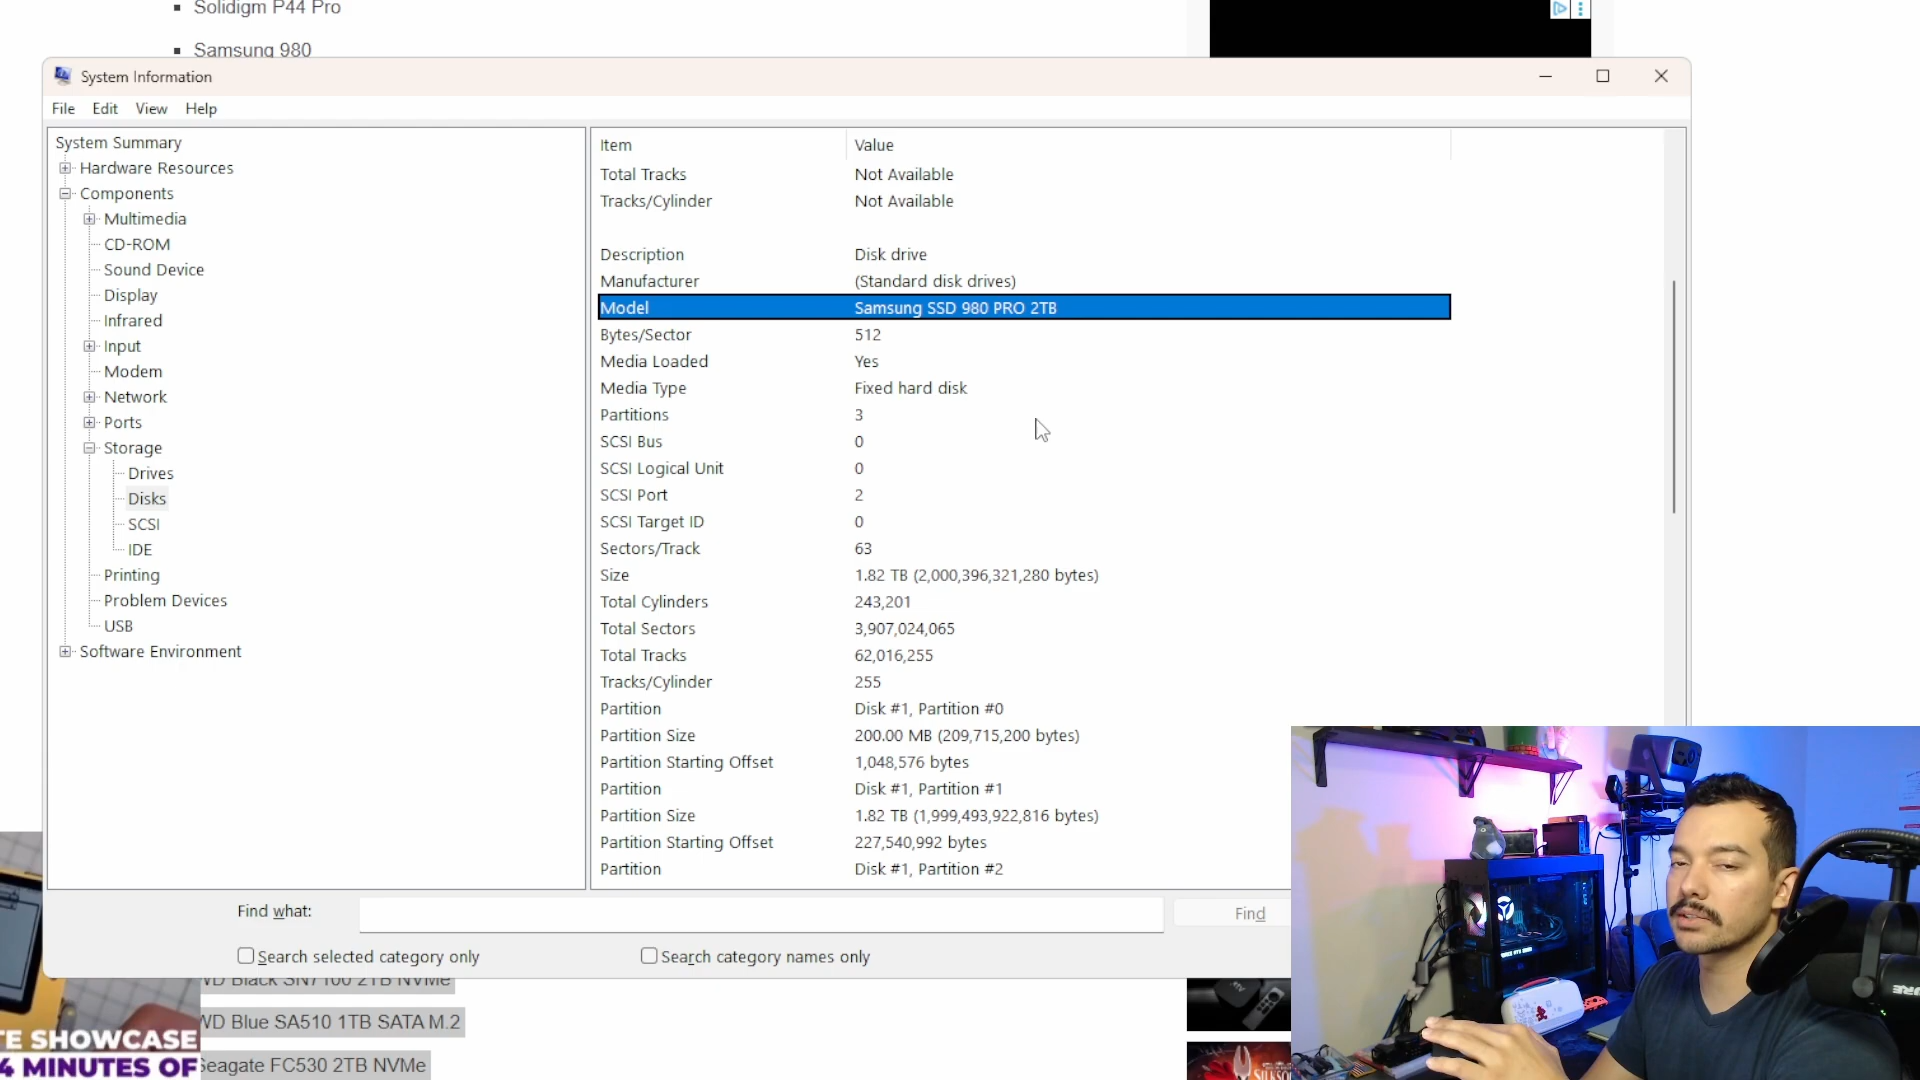 Solidigm P44 Pro
Samsung 980
System Information
File Edit View Help
System Summary
Hardware Resources
Components
Multimedia
CD-ROM
Sound Device
Display
Infrared
Input
Modem
Network
Ports
Storage
Drives
Disks
SCSI
IDE
Printing
Problem Devices
USB
Software Environment
Item Value
Total Tracks Not Available
Tracks/Cylinder Not Available
Description Disk drive
Manufacturer (Standard disk drives)
Model Samsung SSD 980 PRO 2TB
Bytes/Sector 512
Media Loaded Yes
Media Type Fixed hard disk
Partitions 3
SCSI Bus 0
SCSI Logical Unit 0
SCSI Port 2
SCSI Target ID 0
Sectors/Track 63
Size 1.82 TB (2,000,396,321,280 bytes)
Total Cylinders 243,201
Total Sectors 3,907,024,065
Total Tracks 62,016,255
Tracks/Cylinder 255
Partition Disk #1, Partition #0
Partition Size 200.00 MB (209,715,200 bytes)
Partition Starting Offset 1,048,576 bytes
Partition Disk #1, Partition #1
Partition Size 1.82 TB (1,999,493,922,816 bytes)
Partition Starting Offset 227,540,992 bytes
Partition Disk #1, Partition #2
Find what: Find
Search selected category only Search category names only
WD Black SN7100 2TB NVMe
WD Blue SA510 1TB SATA M.2
Seagate FC530 2TB NVMe
TE SHOWCASE
4 MINUTES OF